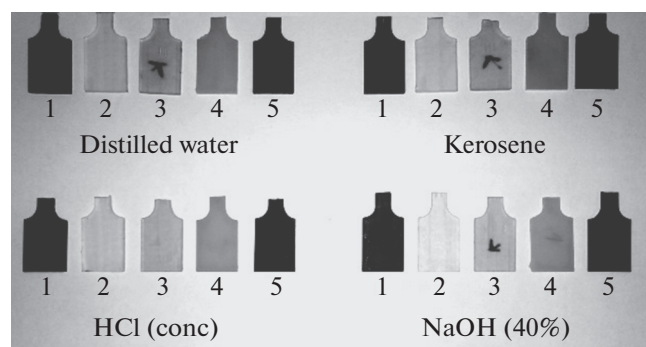 1 2 3 4 5 1 2 3 4 5
Distilled water Kerosene
1 2 3 4 5 1 2 3 4 5
HCl (conc) NaOH (40%)